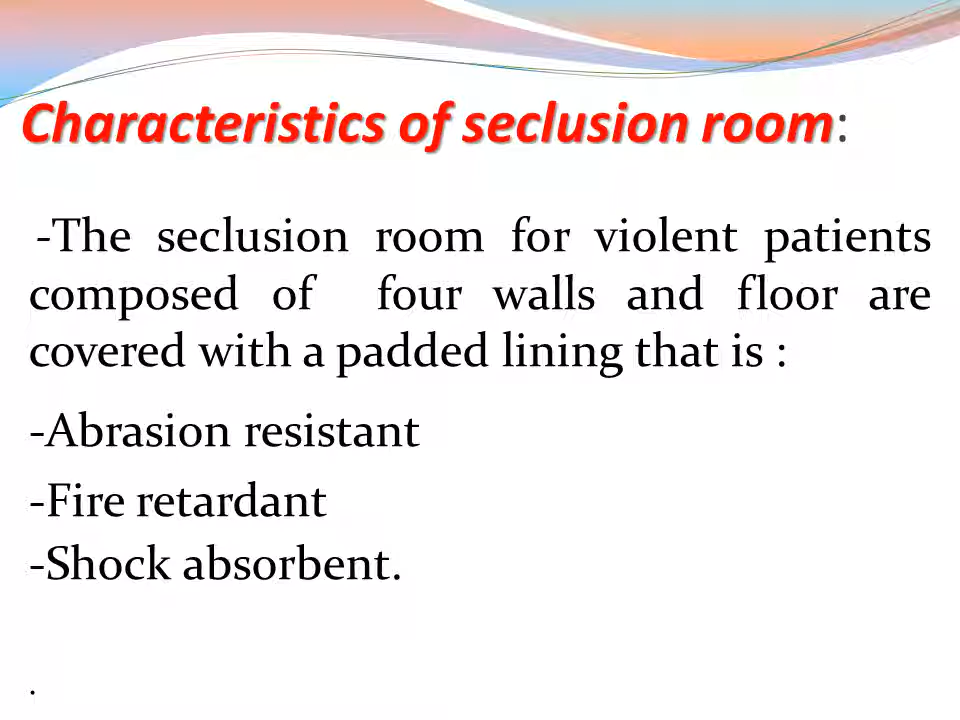 Characteristics of seclusion room:
-The seclusion room for violent patients
composed of four walls and floor are
covered with a padded lining that is :
-Abrasion resistant
-Fire retardant
-Shock absorbent.
.